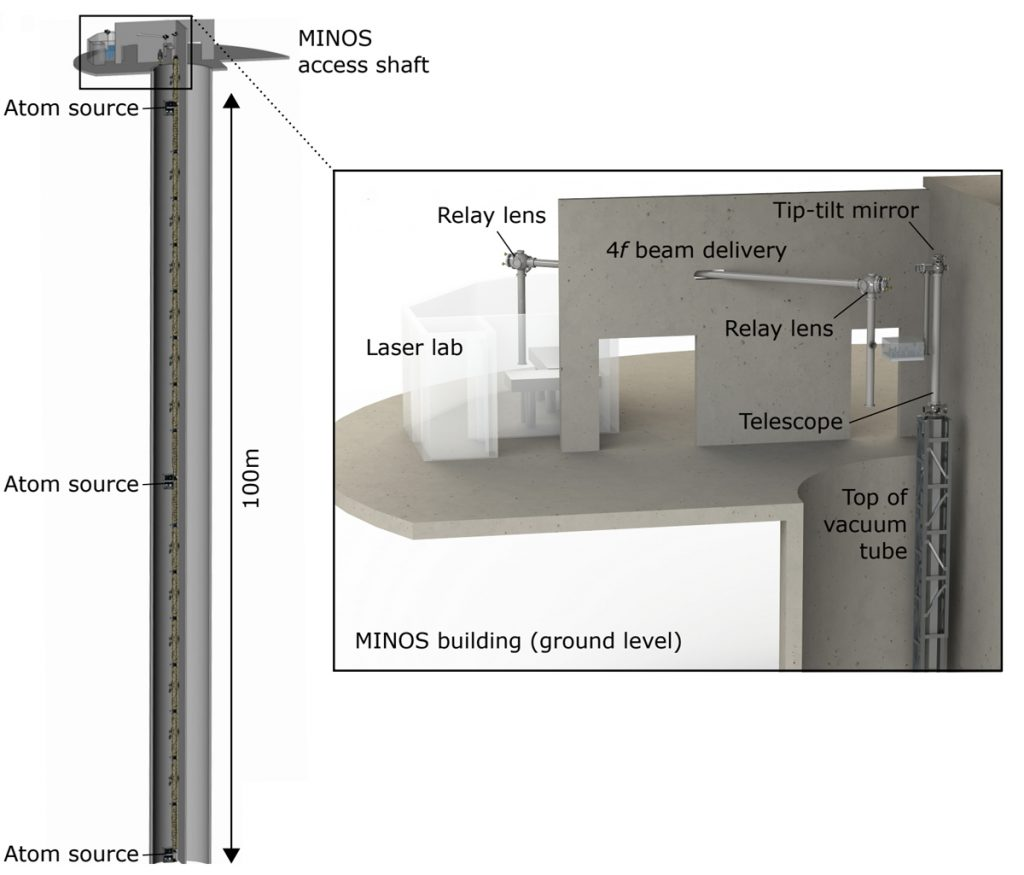 MINOS
access shaft
Atom source
Atom source
Atom source
100m
Relay lens
Tip-tilt mirror
4f beam delivery
Relay lens
Laser lab
Telescope
Top of
vacuum
tube
MINOS building (ground level)